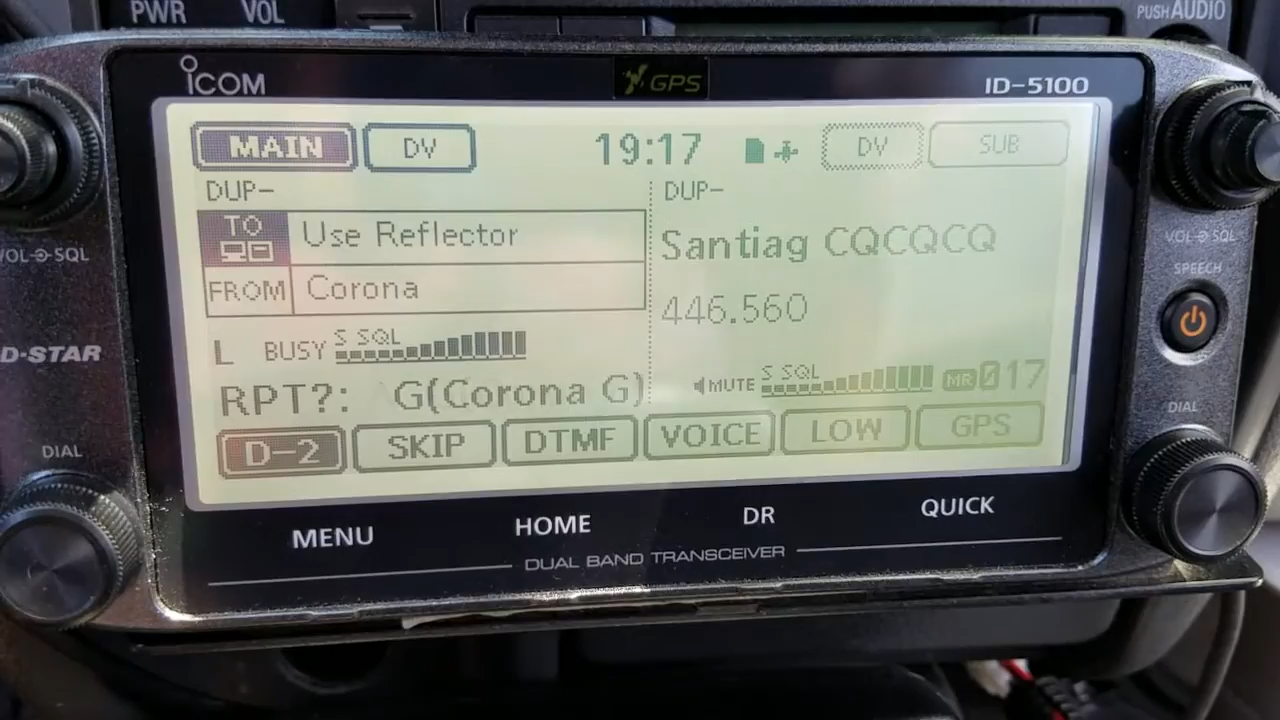 PWR VOL
PUSH AUDIO
iCOM
GPS
ID-5100
MAIN DV 19:17 DV SUB
DUP-
DUP-
TO Use Reflector
Santiag CQCQCQ
FROM Corona
446.560
L BUSY S SQL
RPT?: G(Corona G)
MUTE S SQL MR 017
D-2 SKIP DTMF VOICE LOW GPS
MENU HOME DR QUICK
DUAL BAND TRANSCEIVER
VOL SQL
D-STAR
DIAL
VOL SQL
SPEECH
DIAL